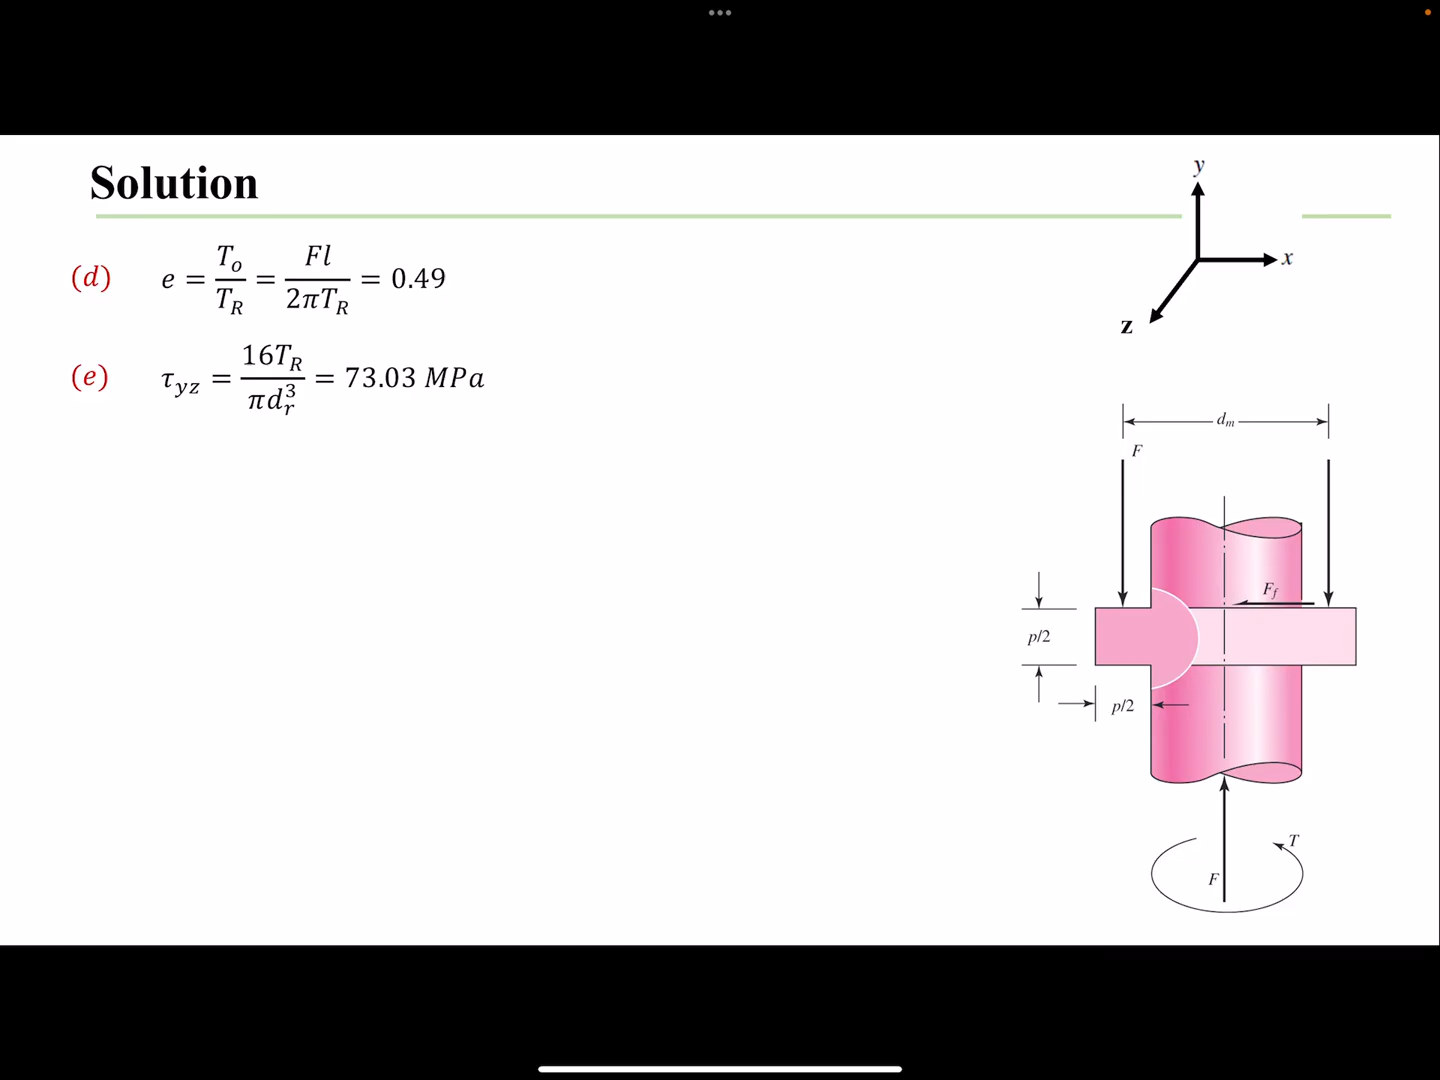 Solution
(d) e = T_o/T_R = Fl/2πT_R = 0.49
(e) τ_yz = 16T_R/πd_r^3 = 73.03 MPa
y
x
z
d_m
F
F_f
p/2
p/2
T
F